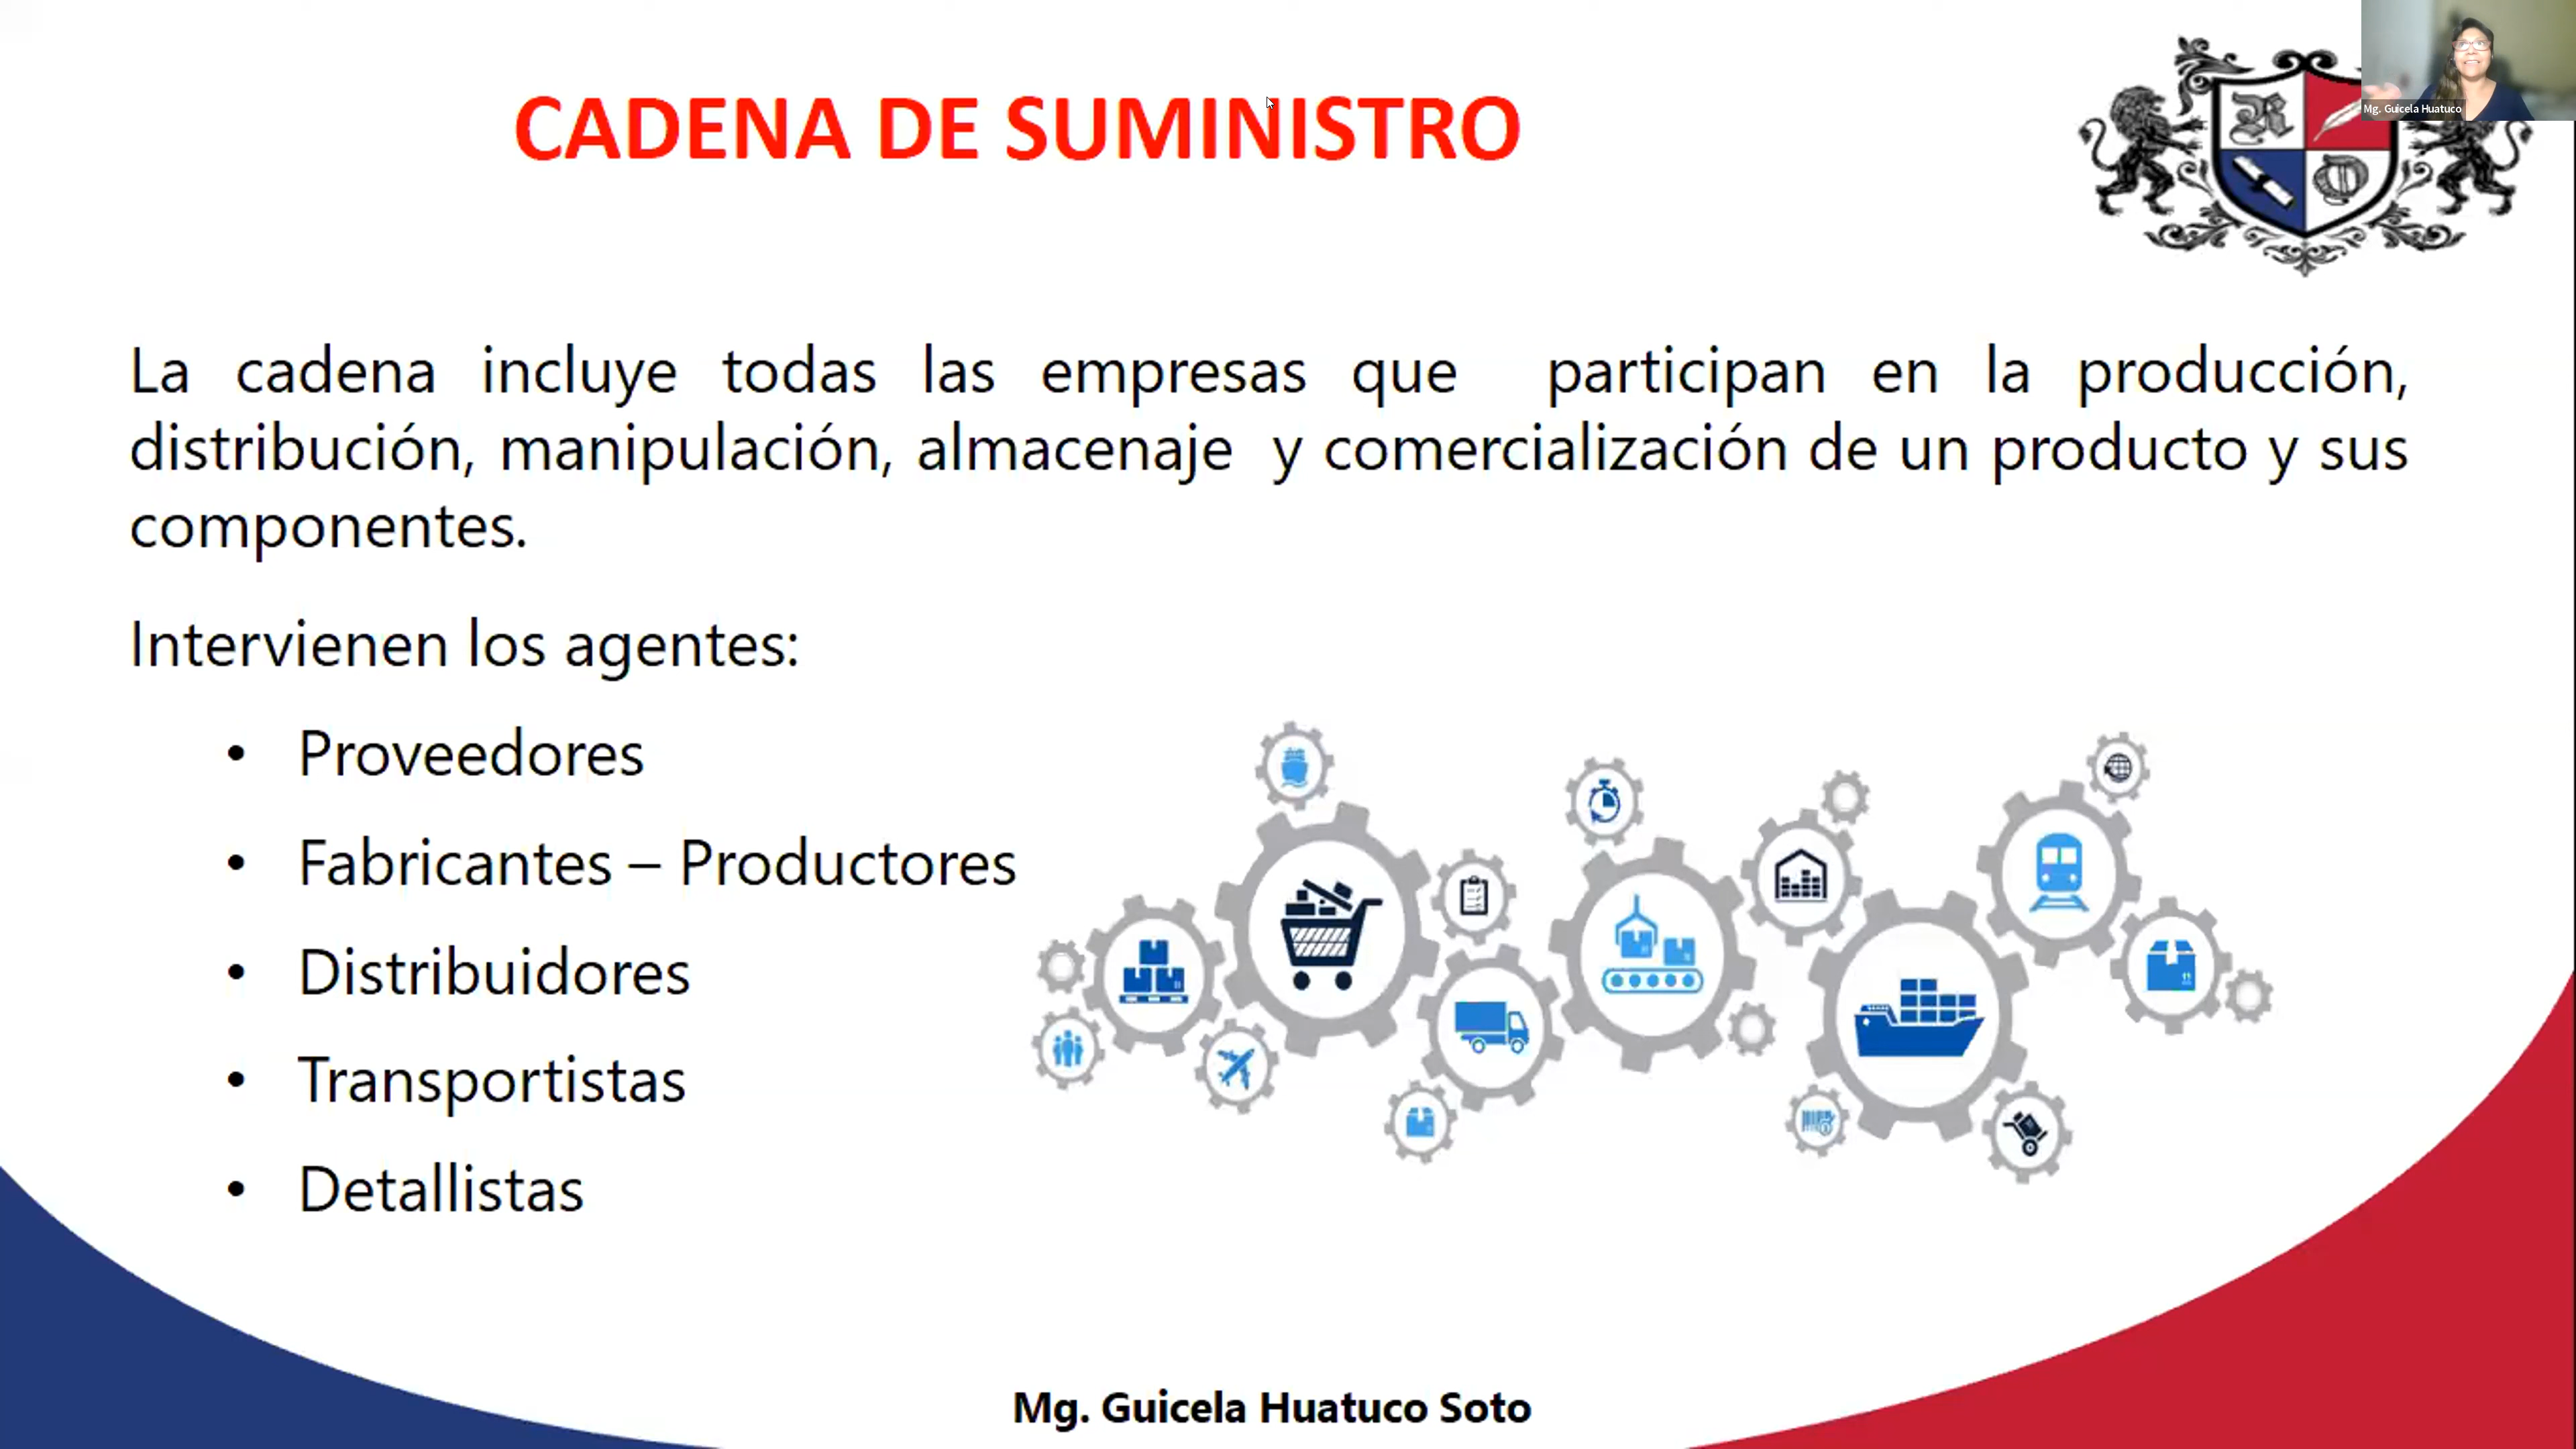 CADENA DE SUMINISTRO
Mg. Guicela Huatuco
La cadena incluye todas las empresas que participan en la producción,
distribución, manipulación, almacenaje y comercialización de un producto y sus
componentes.
Intervienen los agentes:
• Proveedores
• Fabricantes – Productores
• Distribuidores
• Transportistas
• Detallistas
Mg. Guicela Huatuco Soto